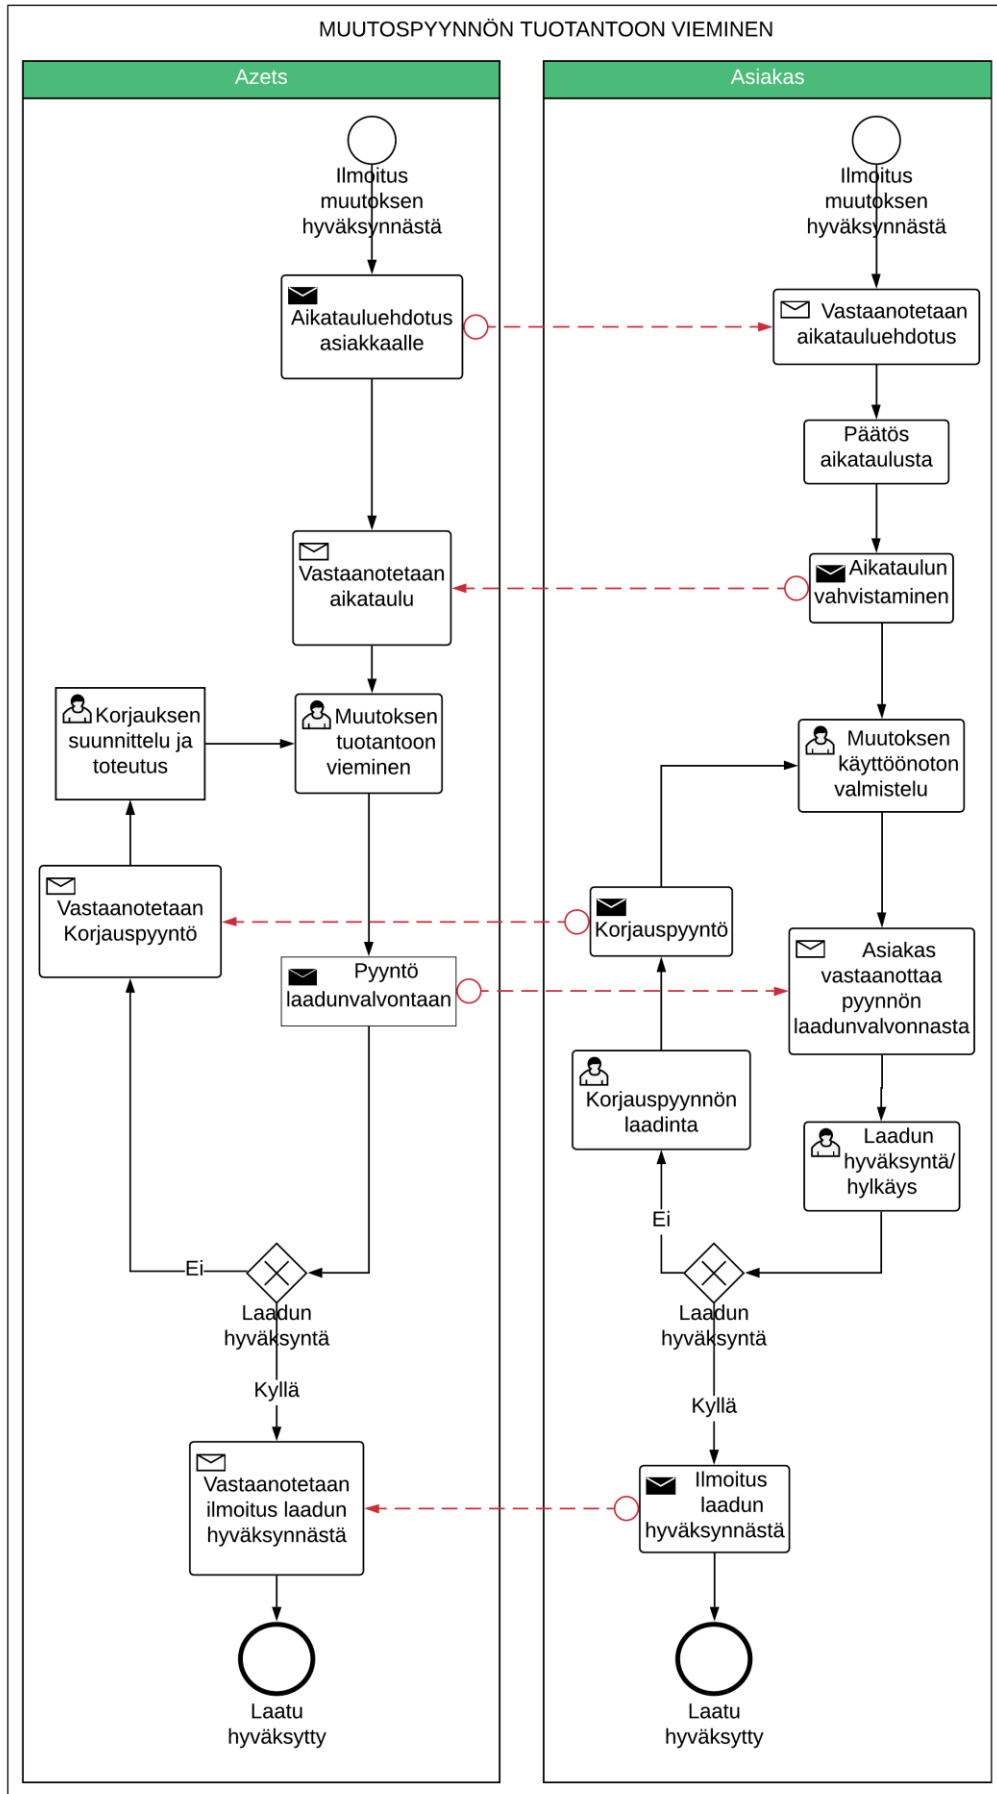 MUUTOSPYYNNÖN TUOTANTOON VIEMINEN
Azets
Ilmoitus
muutoksen
hyväksynnästä
Aikatauluehdotus
asiakkaalle
Vastaanotetaan
aikataulu
Korjauksen
suunnittelu ja
toteutus
Muutoksen
tuotantoon
vieminen
Vastaanotetaan
Korjauspyyntö
Pyyntö
laadunvalvontaan
Ei
Laadun
hyväksyntä
Kyllä
Vastaanotetaan
ilmoitus laadun
hyväksynnästä
Laatu
hyväksytty
Asiakas
Ilmoitus
muutoksen
hyväksynnästä
Vastaanotetaan
aikatauluehdotus
Päätös
aikataulusta
Aikataulun
vahvistaminen
Muutoksen
käyttöönoton
valmistelu
Korjauspyyntö
Asiakas
vastaanottaa
pyynnön
laadunvalvonnasta
Korjauspyynnön
laadinta
Laadun
hyväksyntä/
hylkäys
Ei
Laadun
hyväksyntä
Kyllä
Ilmoitus
laadun
hyväksynnästä
Laatu
hyväksytty